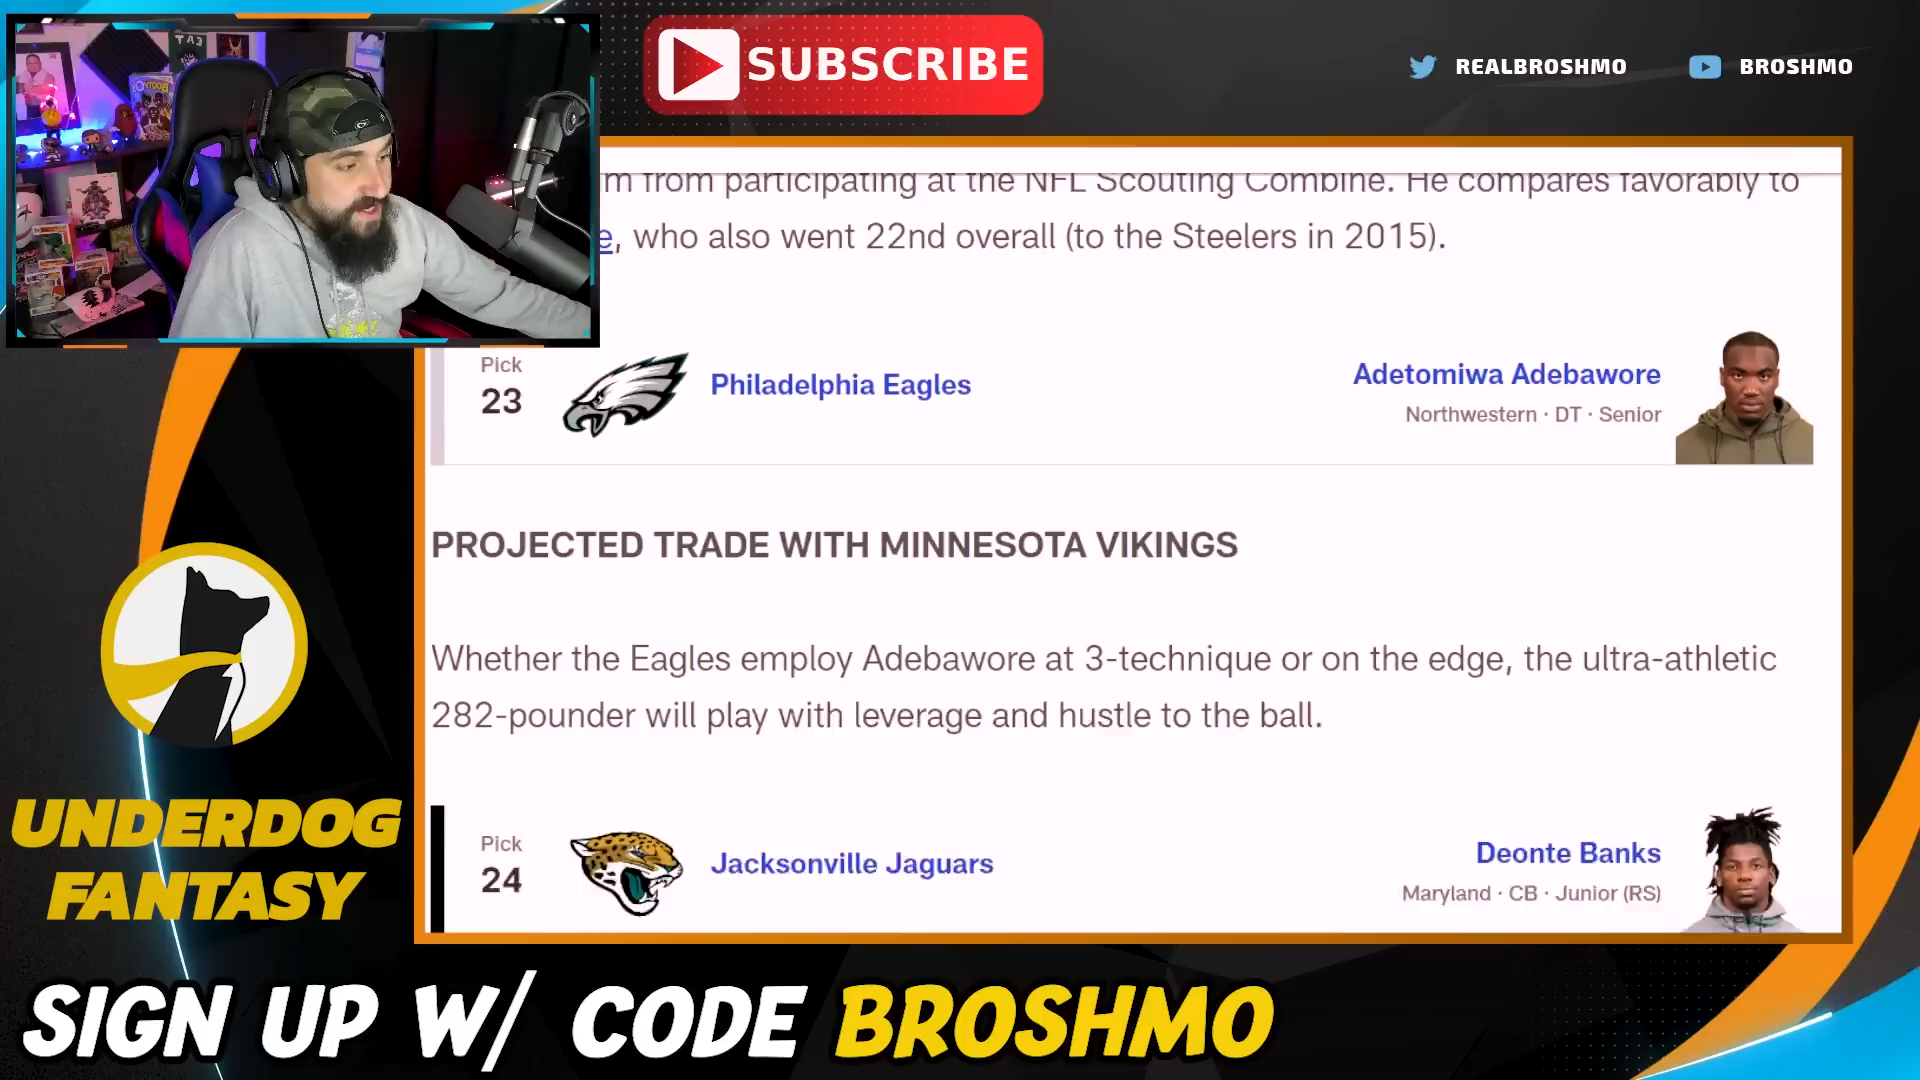 SUBSCRIBE
REALBROSHMO
BROSHMO
m from participating at the NFL Scouting Combine. He compares favorably to
e, who also went 22nd overall (to the Steelers in 2015).
Pick
23
Philadelphia Eagles
Adetomiwa Adebawore
Northwestern · DT · Senior
PROJECTED TRADE WITH MINNESOTA VIKINGS
Whether the Eagles employ Adebawore at 3-technique or on the edge, the ultra-athletic
282-pounder will play with leverage and hustle to the ball.
Pick
24
Jacksonville Jaguars
Deonte Banks
Maryland · CB · Junior (RS)
UNDERDOG
FANTASY
SIGN UP W/ CODE BROSHMO